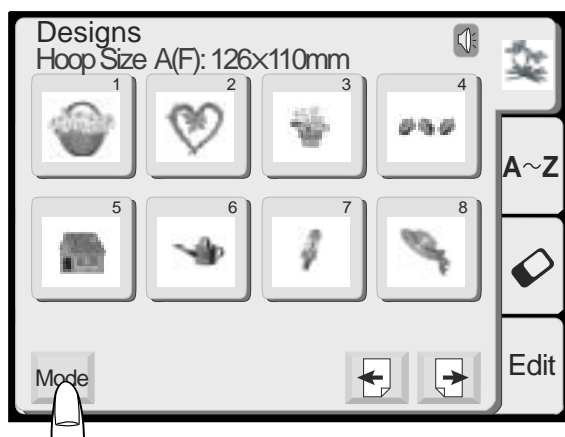 Designs
Hoop Size A(F): 126×110mm
1 2 3 4
A~Z
5 6 7 8
Mode
Edit